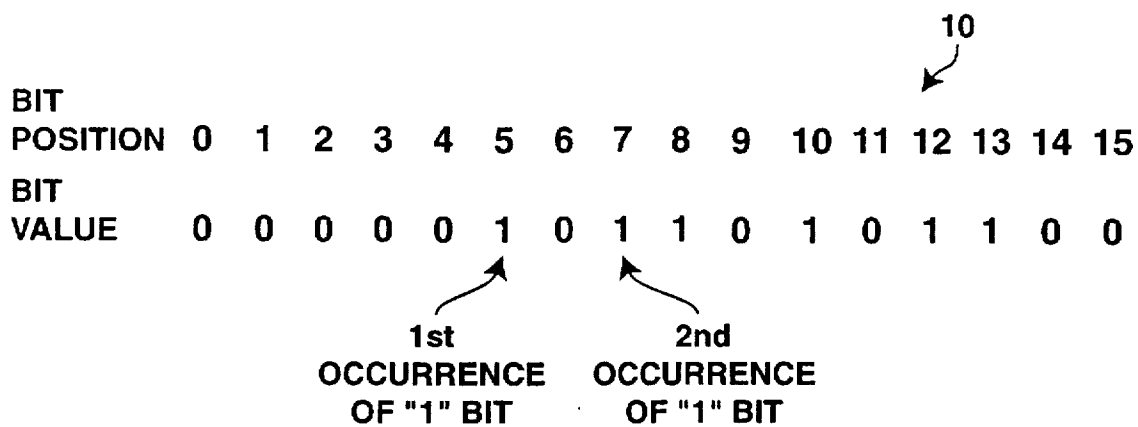 10
BIT
POSITION 0 1 2 3 4 5 6 7 8 9 10 11 12 13 14 15
BIT
VALUE 0 0 0 0 0 1 0 1 1 0 1 0 1 1 0 0
1st 2nd
OCCURRENCE OCCURRENCE
OF "1" BIT OF "1" BIT